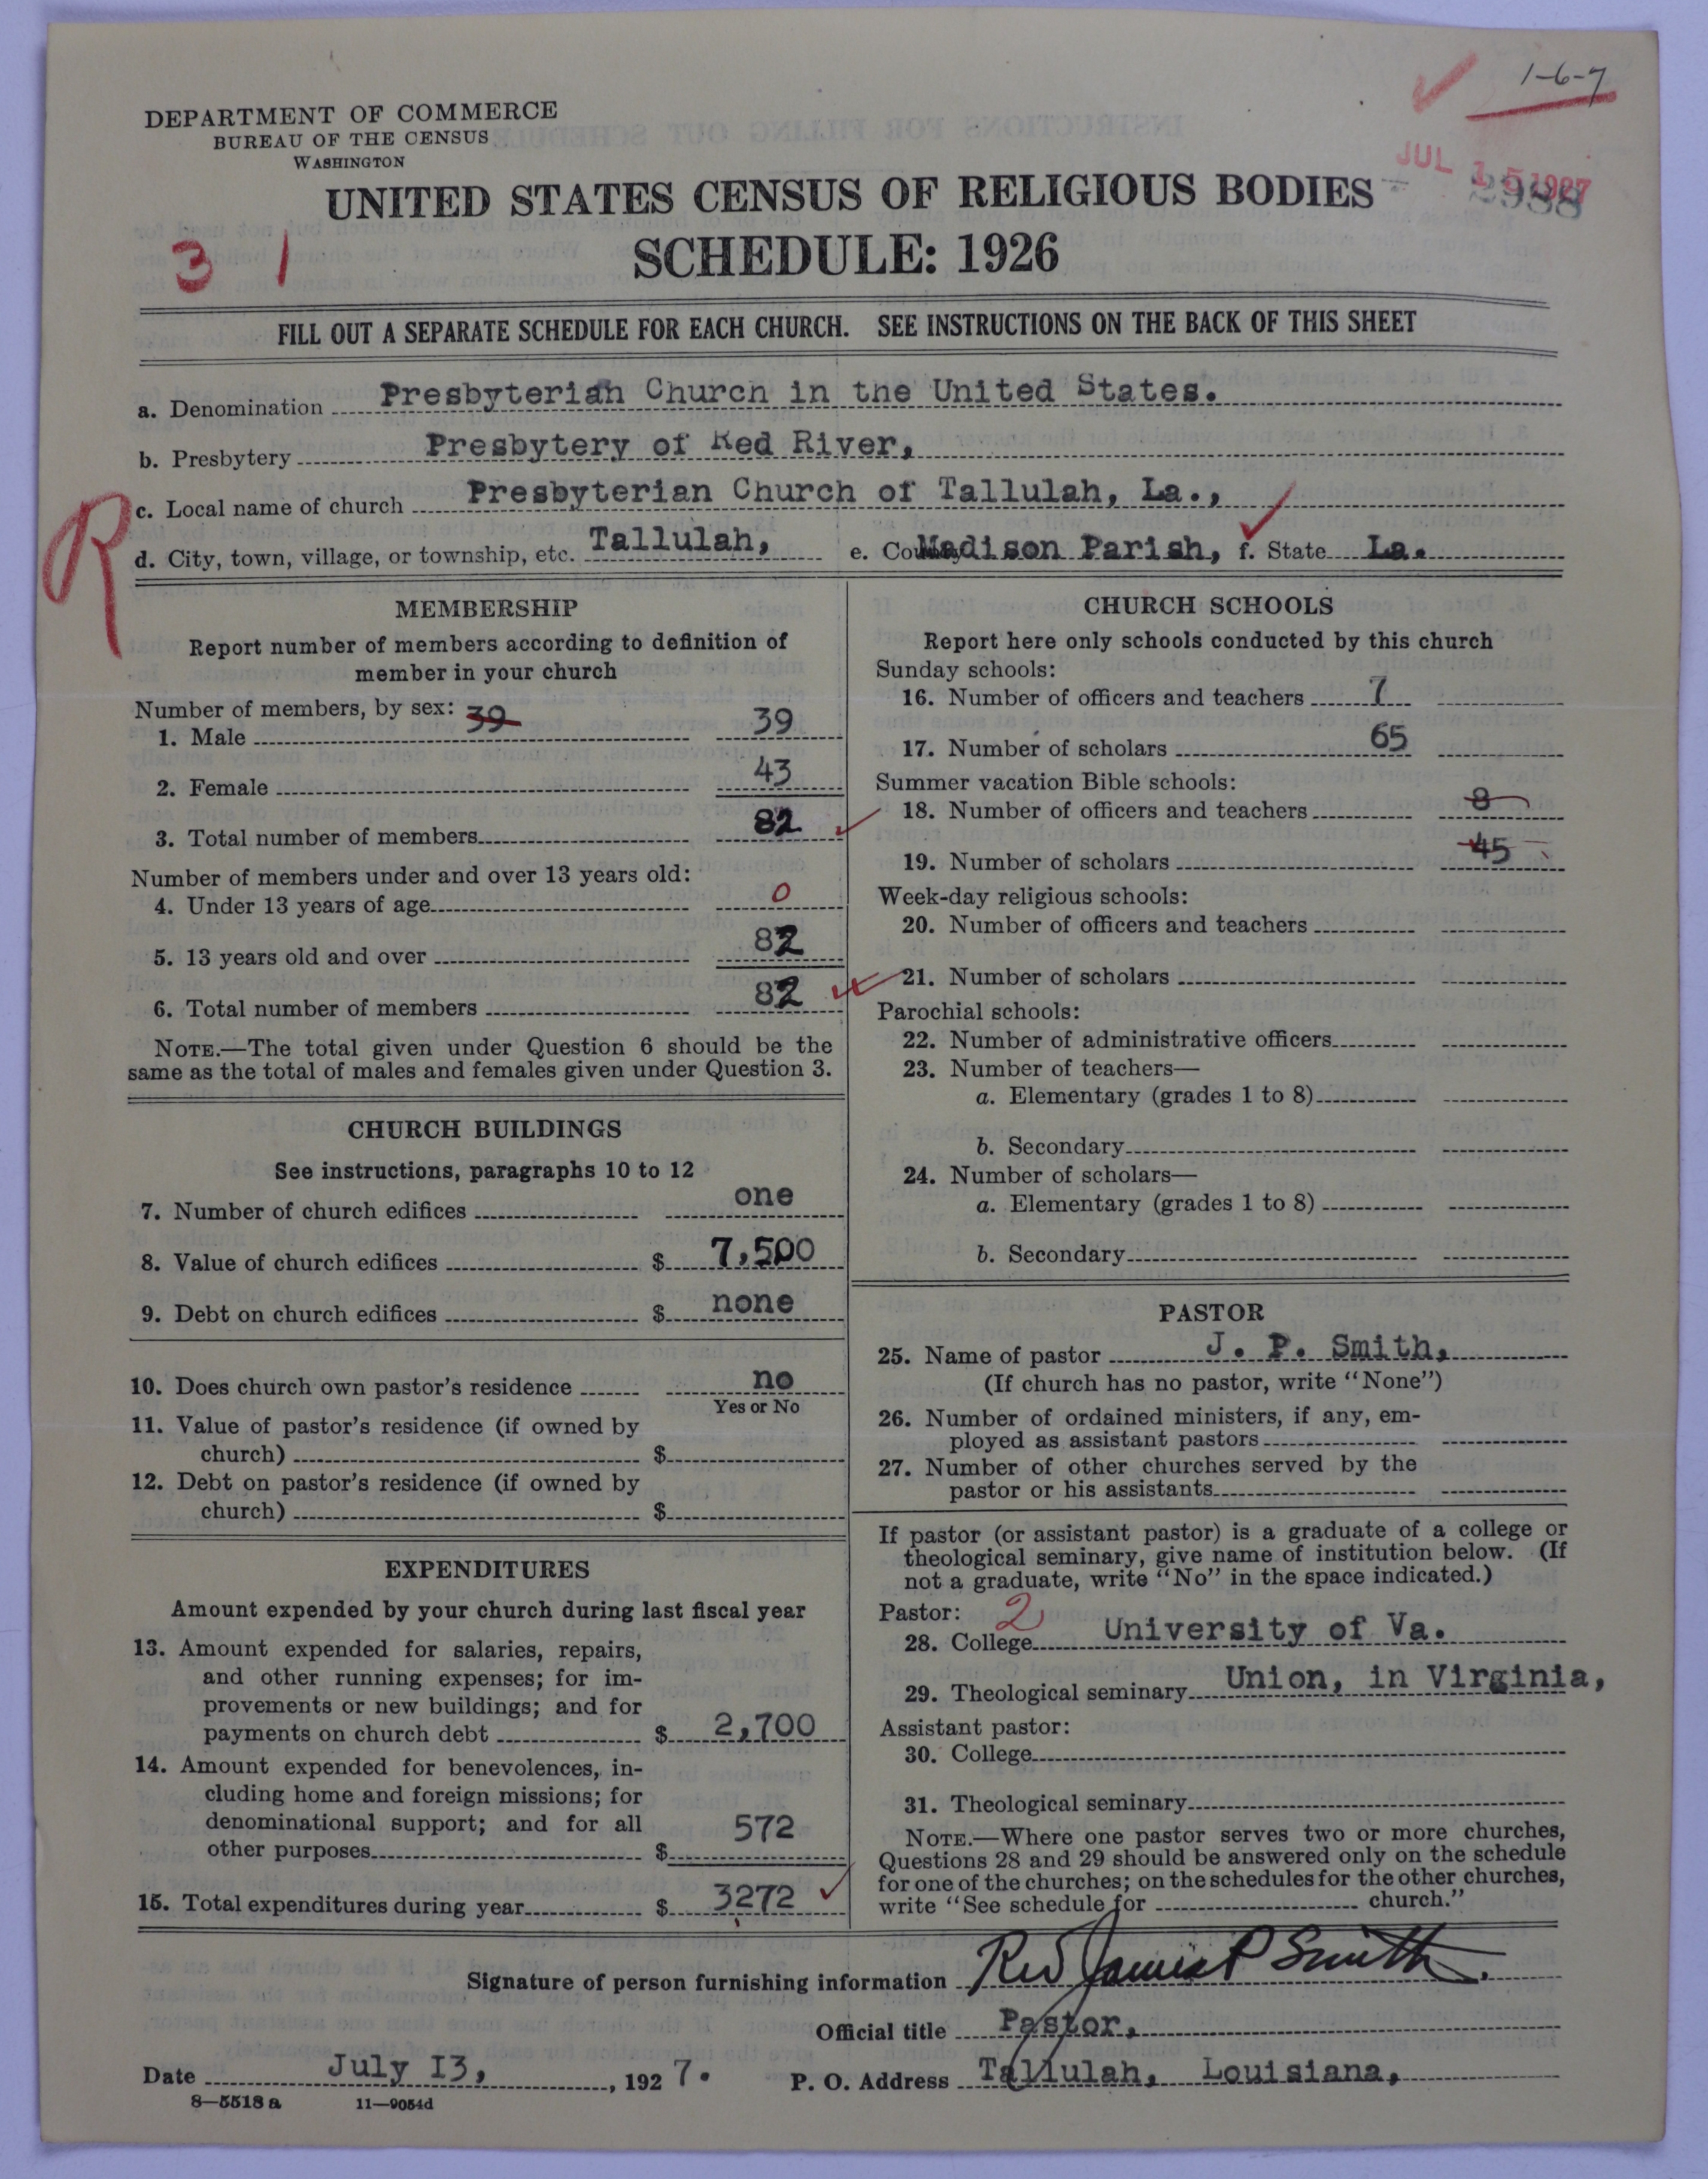 1-6-7
DEPARTMENT OF COMMERCE
BUREAU OF THE CENSUS
WASHINGTON
JUL 15 1927
2988
UNITED STATES CENSUS OF RELIGIOUS BODIES
SCHEDULE: 1926
3 1
FILL OUT A SEPARATE SCHEDULE FOR EACH CHURCH. SEE INSTRUCTIONS ON THE BACK OF THIS SHEET
a. Denomination Presbyterian Church in the United States.
b. Presbytery Presbytery of Red River,
R
c. Local name of church Presbyterian Church of Tallulah, La.,
d. City, town, village, or township, etc. Tallulah, e. County Madison Parish, f. State La.
MEMBERSHIP
Report number of members according to definition of
member in your church
Number of members, by sex: 39
1. Male 39
2. Female 43
3. Total number of members 82
Number of members under and over 13 years old:
4. Under 13 years of age 0
5. 13 years old and over 82
6. Total number of members 82
NOTE.—The total given under Question 6 should be the
same as the total of males and females given under Question 3.
CHURCH BUILDINGS
See instructions, paragraphs 10 to 12
7. Number of church edifices one
8. Value of church edifices $ 7,500
9. Debt on church edifices $ none
10. Does church own pastor's residence no
Yes or No
11. Value of pastor's residence (if owned by
church) $
12. Debt on pastor's residence (if owned by
church) $
EXPENDITURES
Amount expended by your church during last fiscal year
13. Amount expended for salaries, repairs,
and other running expenses; for im-
provements or new buildings; and for
payments on church debt $ 2,700
14. Amount expended for benevolences, in-
cluding home and foreign missions; for
denominational support; and for all
other purposes $ 572
15. Total expenditures during year $ 3272
CHURCH SCHOOLS
Report here only schools conducted by this church
Sunday schools:
16. Number of officers and teachers 7
17. Number of scholars 65
Summer vacation Bible schools:
18. Number of officers and teachers 8
19. Number of scholars 45
Week-day religious schools:
20. Number of officers and teachers
21. Number of scholars
Parochial schools:
22. Number of administrative officers
23. Number of teachers—
a. Elementary (grades 1 to 8)
b. Secondary
24. Number of scholars—
a. Elementary (grades 1 to 8)
b. Secondary
PASTOR
25. Name of pastor J. P. Smith,
(If church has no pastor, write "None")
26. Number of ordained ministers, if any, em-
ployed as assistant pastors
27. Number of other churches served by the
pastor or his assistants
If pastor (or assistant pastor) is a graduate of a college or
theological seminary, give name of institution below. (If
not a graduate, write "No" in the space indicated.)
Pastor: 2
28. College University of Va.
29. Theological seminary Union, in Virginia,
Assistant pastor:
30. College
31. Theological seminary
NOTE.—Where one pastor serves two or more churches,
Questions 28 and 29 should be answered only on the schedule
for one of the churches; on the schedules for the other churches,
write "See schedule for church."
Signature of person furnishing information Rev James P Smith.
Official title Pastor,
Date July I3, 1927. P. O. Address Tallulah, Louisiana,
8—5518 a 11—9054d